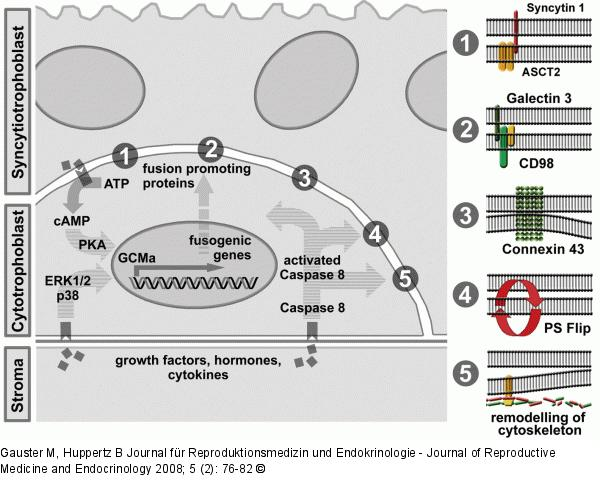 Syncytiotrophoblast
Cytotrophoblast
Stroma
1
2
3
4
5
fusion promoting
proteins
ATP
cAMP
PKA
ERK1/2
p38
GCMa
fusogenic
genes
activated
Caspase 8
Caspase 8
growth factors, hormones,
cytokines
1
Syncytin 1
ASCT2
2
Galectin 3
CD98
3
Connexin 43
4
PS Flip
5
remodelling of
cytoskeleton
Gauster M, Huppertz B Journal für Reproduktionsmedizin und Endokrinologie - Journal of Reproductive
Medicine and Endocrinology 2008; 5 (2): 76-82 ©